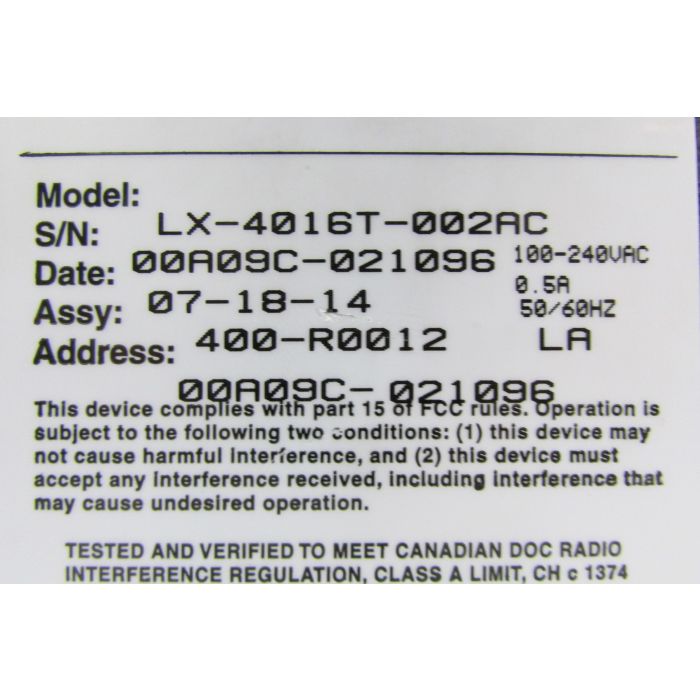 Model: LX-4016T-002AC
S/N: 00A09C-021096 100-240VAC
Date: 07-18-14 0.5A
50/60HZ
Assy: 400-R0012 LA
Address: 00A09C-021096
This device complies with part 15 of FCC rules. Operation is
subject to the following two conditions: (1) this device may
not cause harmful interference, and (2) this device must
accept any interference received, including interference that
may cause undesired operation.
TESTED AND VERIFIED TO MEET CANADIAN DOC RADIO
INTERFERENCE REGULATION, CLASS A LIMIT, CH c 1374